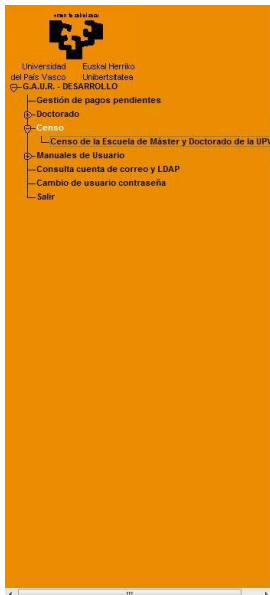 Universidad Euskal Herriko
del País Vasco Unibertsitatea
G.A.U.R. - DESARROLLO
Gestión de pagos pendientes
Doctorado
Censo
Censo de la Escuela de Máster y Doctorado de la UPV
Manuales de Usuario
Consulta cuenta de correo y LDAP
Cambio de usuario contraseña
Salir